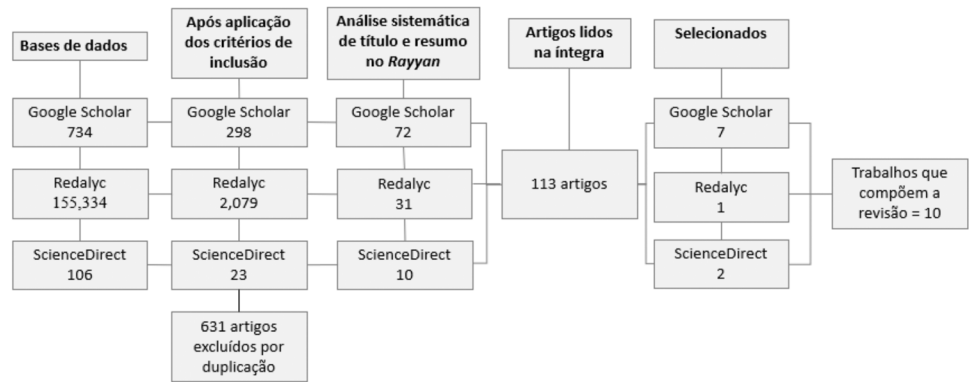 Bases de dados
Após aplicação
dos critérios de
inclusão
Análise sistemática
de título e resumo
no Rayyan
Artigos lidos
na íntegra
Selecionados
Google Scholar
734
Google Scholar
298
Google Scholar
72
Google Scholar
7
Redalyc
155,334
Redalyc
2,079
Redalyc
31
113 artigos
Redalyc
1
Trabalhos que
compõem a
revisão = 10
ScienceDirect
106
ScienceDirect
23
ScienceDirect
10
ScienceDirect
2
631 artigos
excluídos por
duplicação